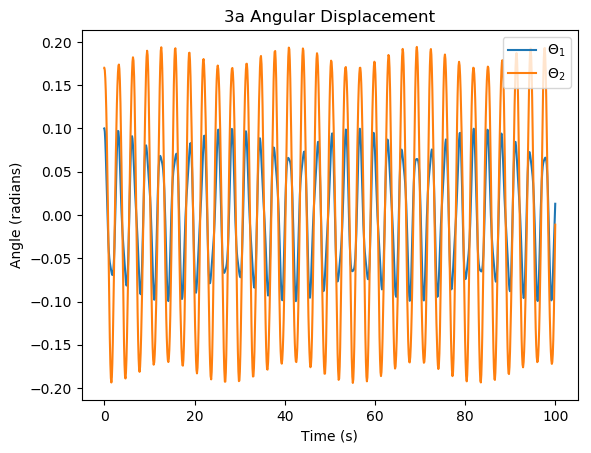 3a Angular Displacement
Θ₁
Θ₂
Angle (radians)
0.20
0.15
0.10
0.05
0.00
−0.05
−0.10
−0.15
−0.20
0 20 40 60 80 100
Time (s)